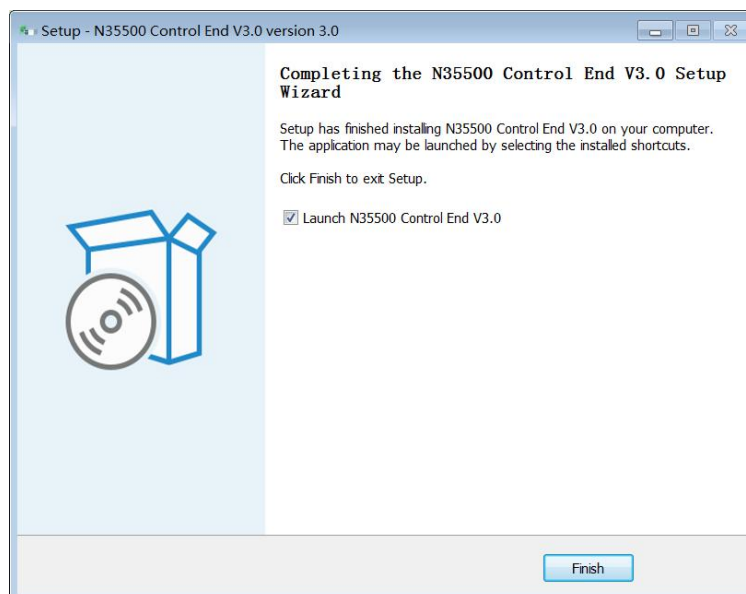 Setup - N35500 Control End V3.0 version 3.0
Completing the N35500 Control End V3.0 Setup
Wizard
Setup has finished installing N35500 Control End V3.0 on your computer.
The application may be launched by selecting the installed shortcuts.
Click Finish to exit Setup.
Launch N35500 Control End V3.0
Finish